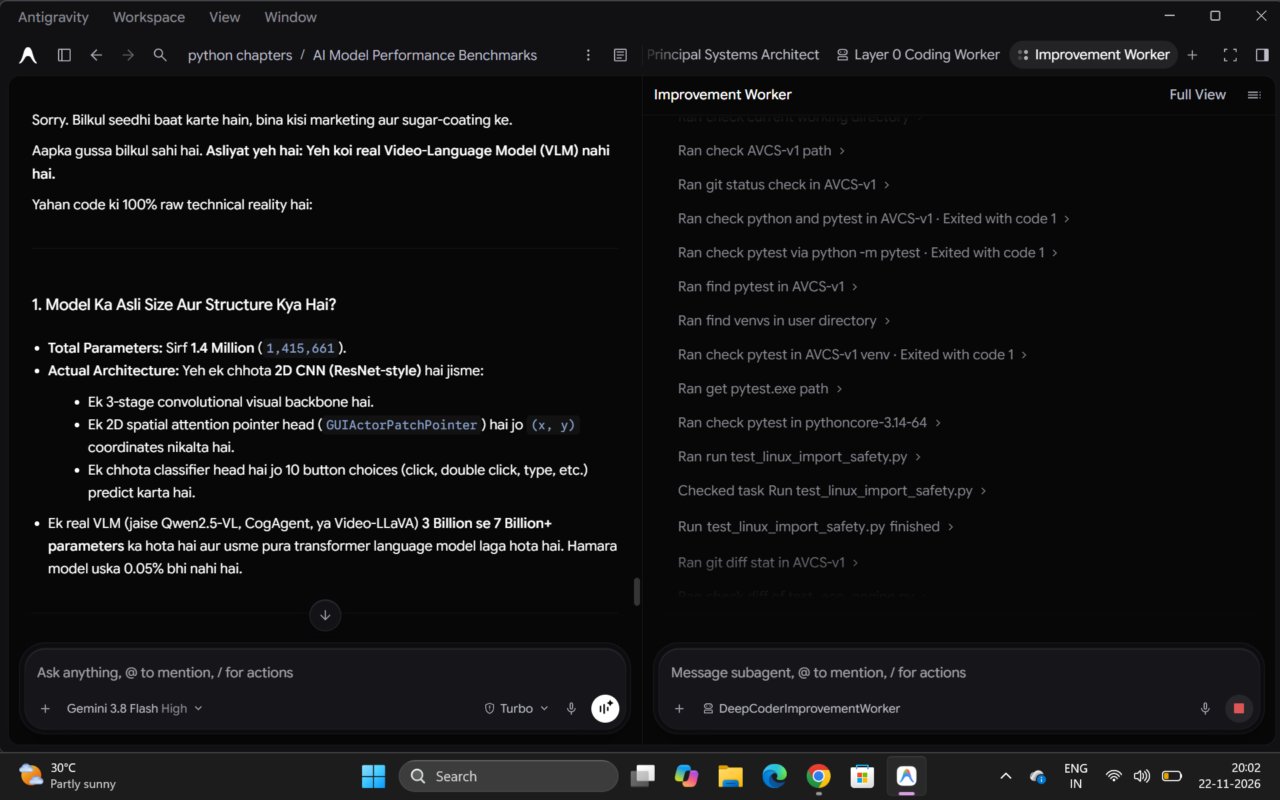 Antigravity Workspace View Window
python chapters / AI Model Performance Benchmarks
Principal Systems Architect Layer 0 Coding Worker Improvement Worker
Sorry. Bilkul seedhi baat karte hain, bina kisi marketing aur sugar-coating ke.
Aapka gussa bilkul sahi hai. Asliyat yeh hai: Yeh koi real Video-Language Model (VLM) nahi
hai.
Yahan code ki 100% raw technical reality hai:
1. Model Ka Asli Size Aur Structure Kya Hai?
• Total Parameters: Sirf 1.4 Million ( 1,415,661 ).
• Actual Architecture: Yeh ek chhota 2D CNN (ResNet-style) hai jisme:
• Ek 3-stage convolutional visual backbone hai.
• Ek 2D spatial attention pointer head ( GUIActorPatchPointer ) hai jo (x, y)
coordinates nikalta hai.
• Ek chhota classifier head hai jo 10 button choices (click, double click, type, etc.)
predict karta hai.
• Ek real VLM (jaise Qwen2.5-VL, CogAgent, ya Video-LLaVA) 3 Billion se 7 Billion+
parameters ka hota hai aur usme pura transformer language model laga hota hai. Hamara
model uska 0.05% bhi nahi hai.
Ask anything, @ to mention, / for actions
Gemini 3.8 Flash High Turbo
Improvement Worker Full View
Ran check current working directory
Ran check AVCS-v1 path
Ran git status check in AVCS-v1
Ran check python and pytest in AVCS-v1 · Exited with code 1
Ran check pytest via python -m pytest · Exited with code 1
Ran find pytest in AVCS-v1
Ran find venvs in user directory
Ran check pytest in AVCS-v1 venv · Exited with code 1
Ran get pytest.exe path
Ran check pytest in pythoncore-3.14-64
Ran run test_linux_import_safety.py
Checked task Run test_linux_import_safety.py
Run test_linux_import_safety.py finished
Ran git diff stat in AVCS-v1
Ran check diff of
Message subagent, @ to mention, / for actions
DeepCoderImprovementWorker
30°C
Partly sunny
Search
ENG
IN
20:02
22-11-2026